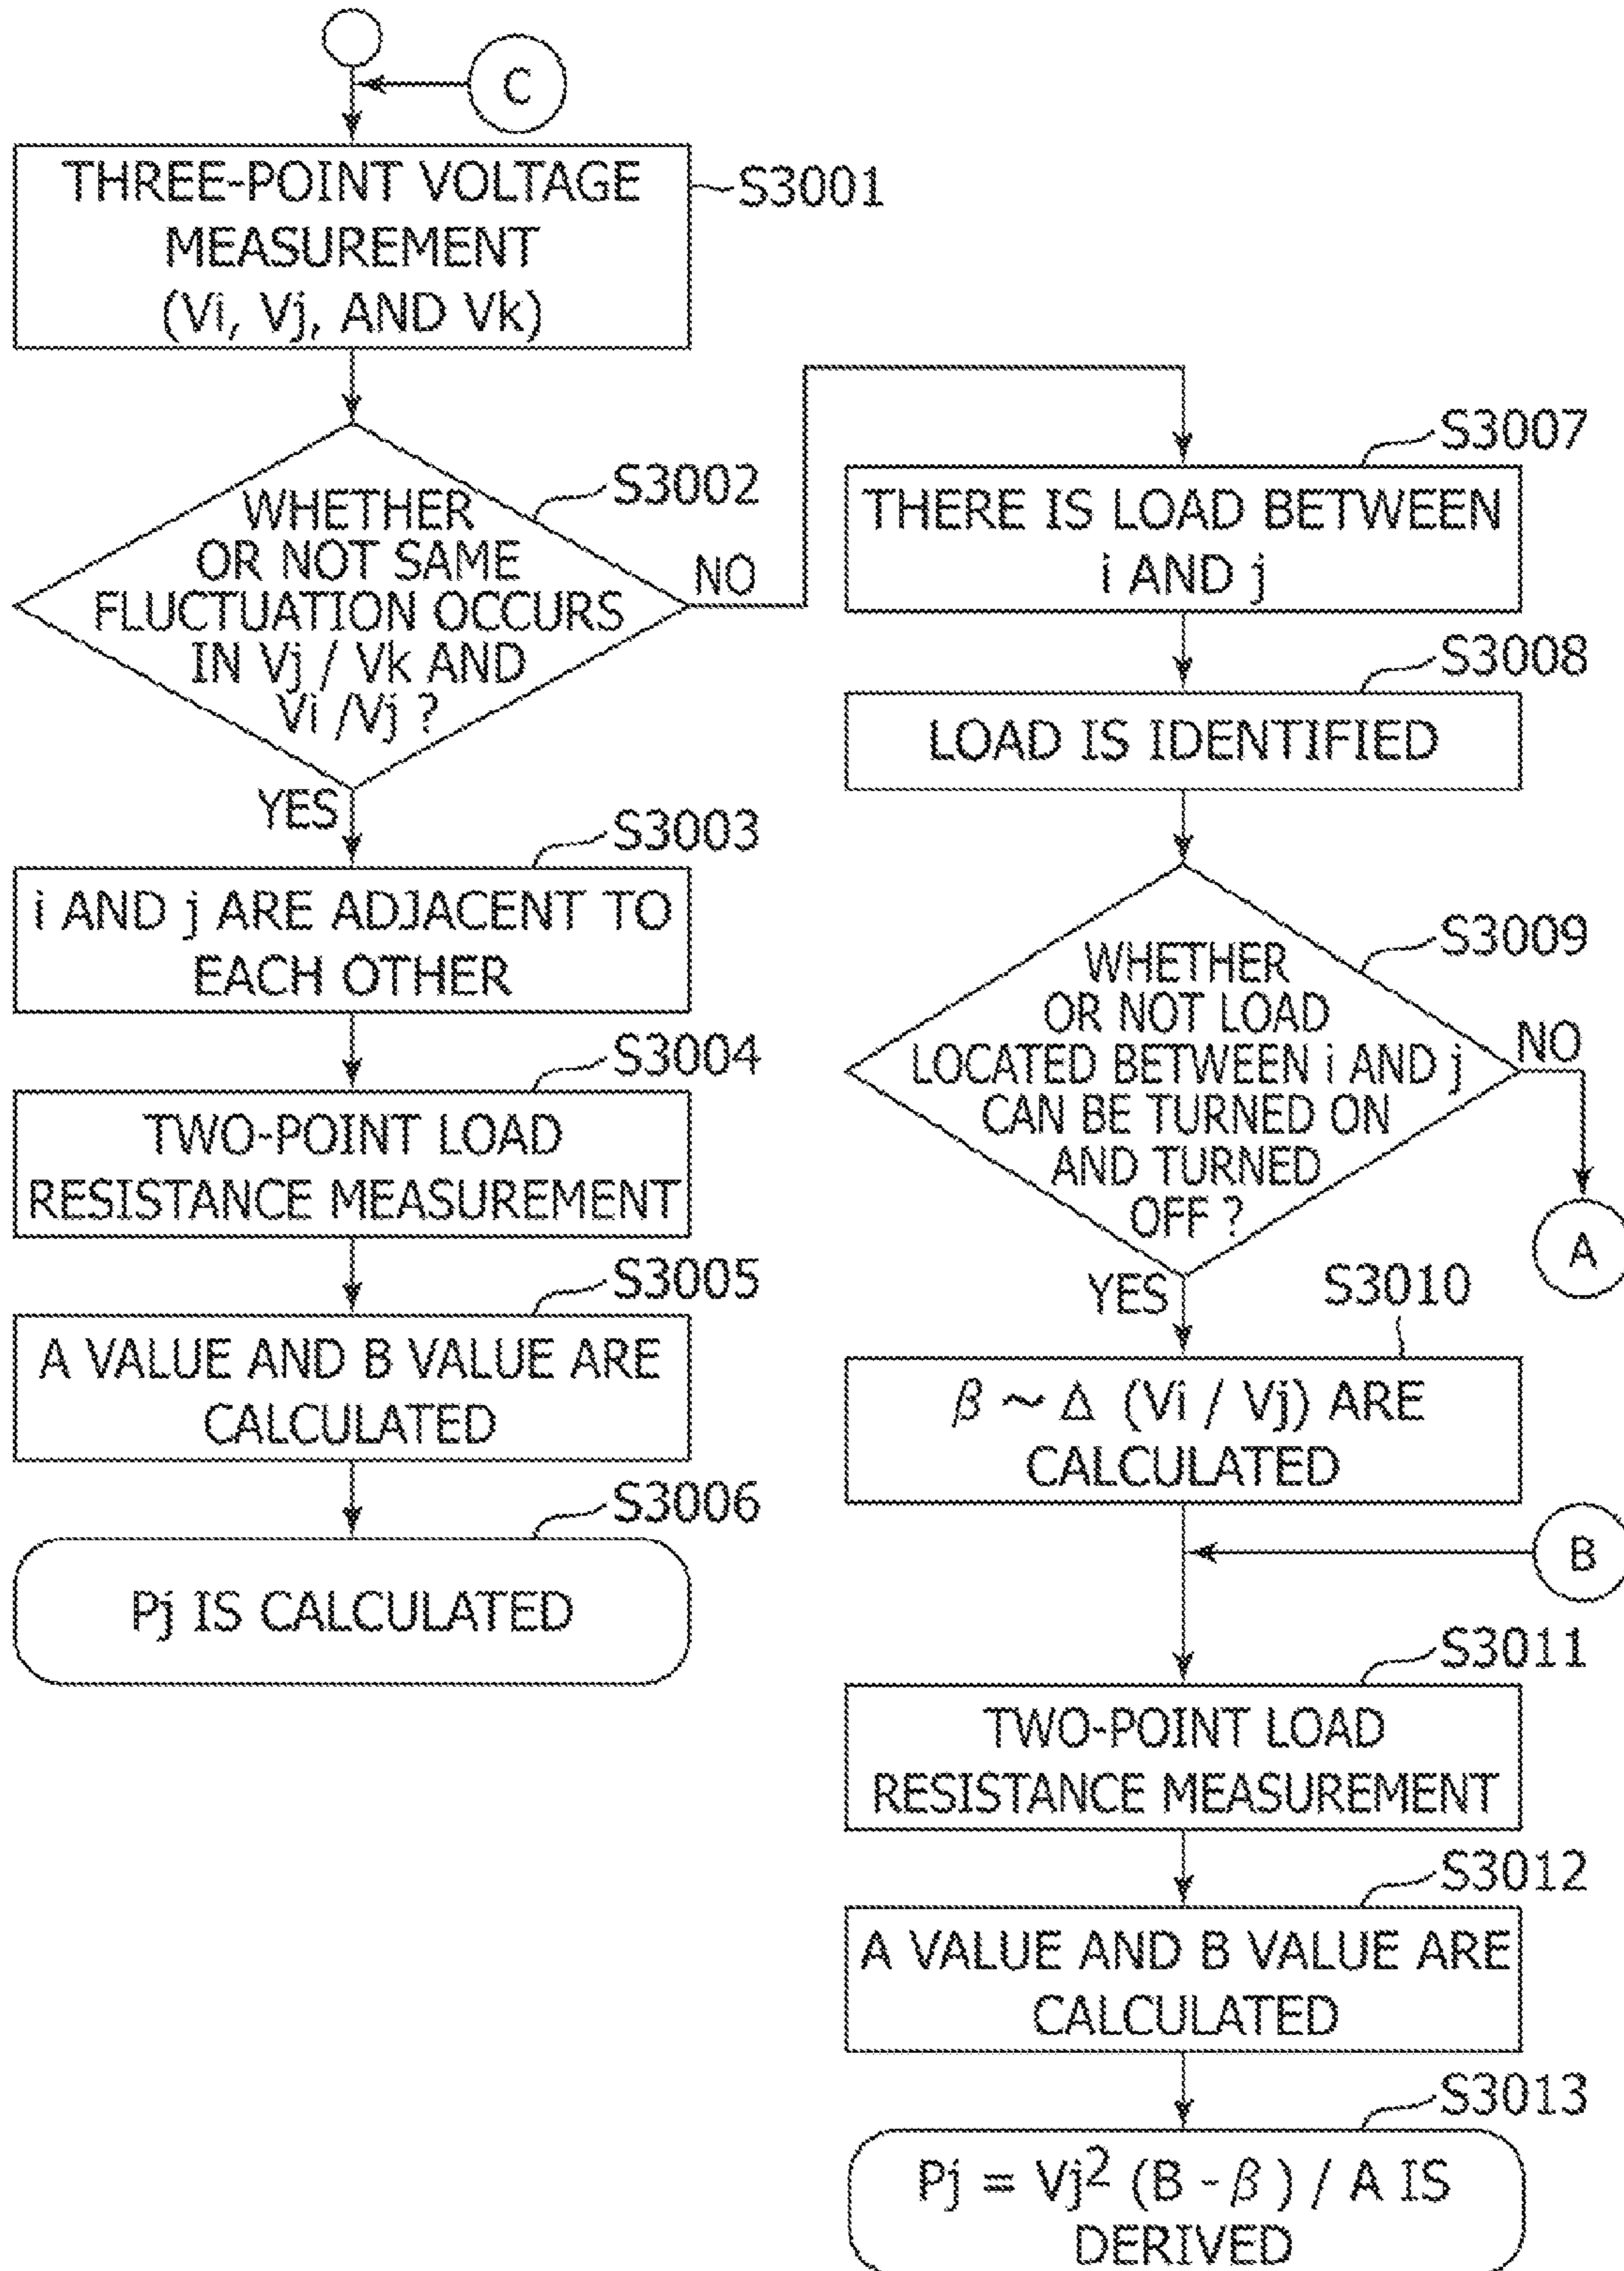 C
THREE-POINT VOLTAGE
MEASUREMENT
(Vi, Vj, AND Vk)
S3001
WHETHER
OR NOT SAME
FLUCTUATION OCCURS
IN Vj / Vk AND
Vi /Vj ?
S3002
NO
YES
S3003
i AND j ARE ADJACENT TO
EACH OTHER
S3004
TWO-POINT LOAD
RESISTANCE MEASUREMENT
S3005
A VALUE AND B VALUE ARE
CALCULATED
S3006
Pj IS CALCULATED
S3007
THERE IS LOAD BETWEEN
i AND j
S3008
LOAD IS IDENTIFIED
S3009
WHETHER
OR NOT LOAD
LOCATED BETWEEN i AND j
CAN BE TURNED ON
AND TURNED
OFF ?
NO
A
YES
S3010
β ~ Δ (Vi / Vj) ARE
CALCULATED
B
S3011
TWO-POINT LOAD
RESISTANCE MEASUREMENT
S3012
A VALUE AND B VALUE ARE
CALCULATED
S3013
Pj = Vj² (B - β ) / A IS
DERIVED